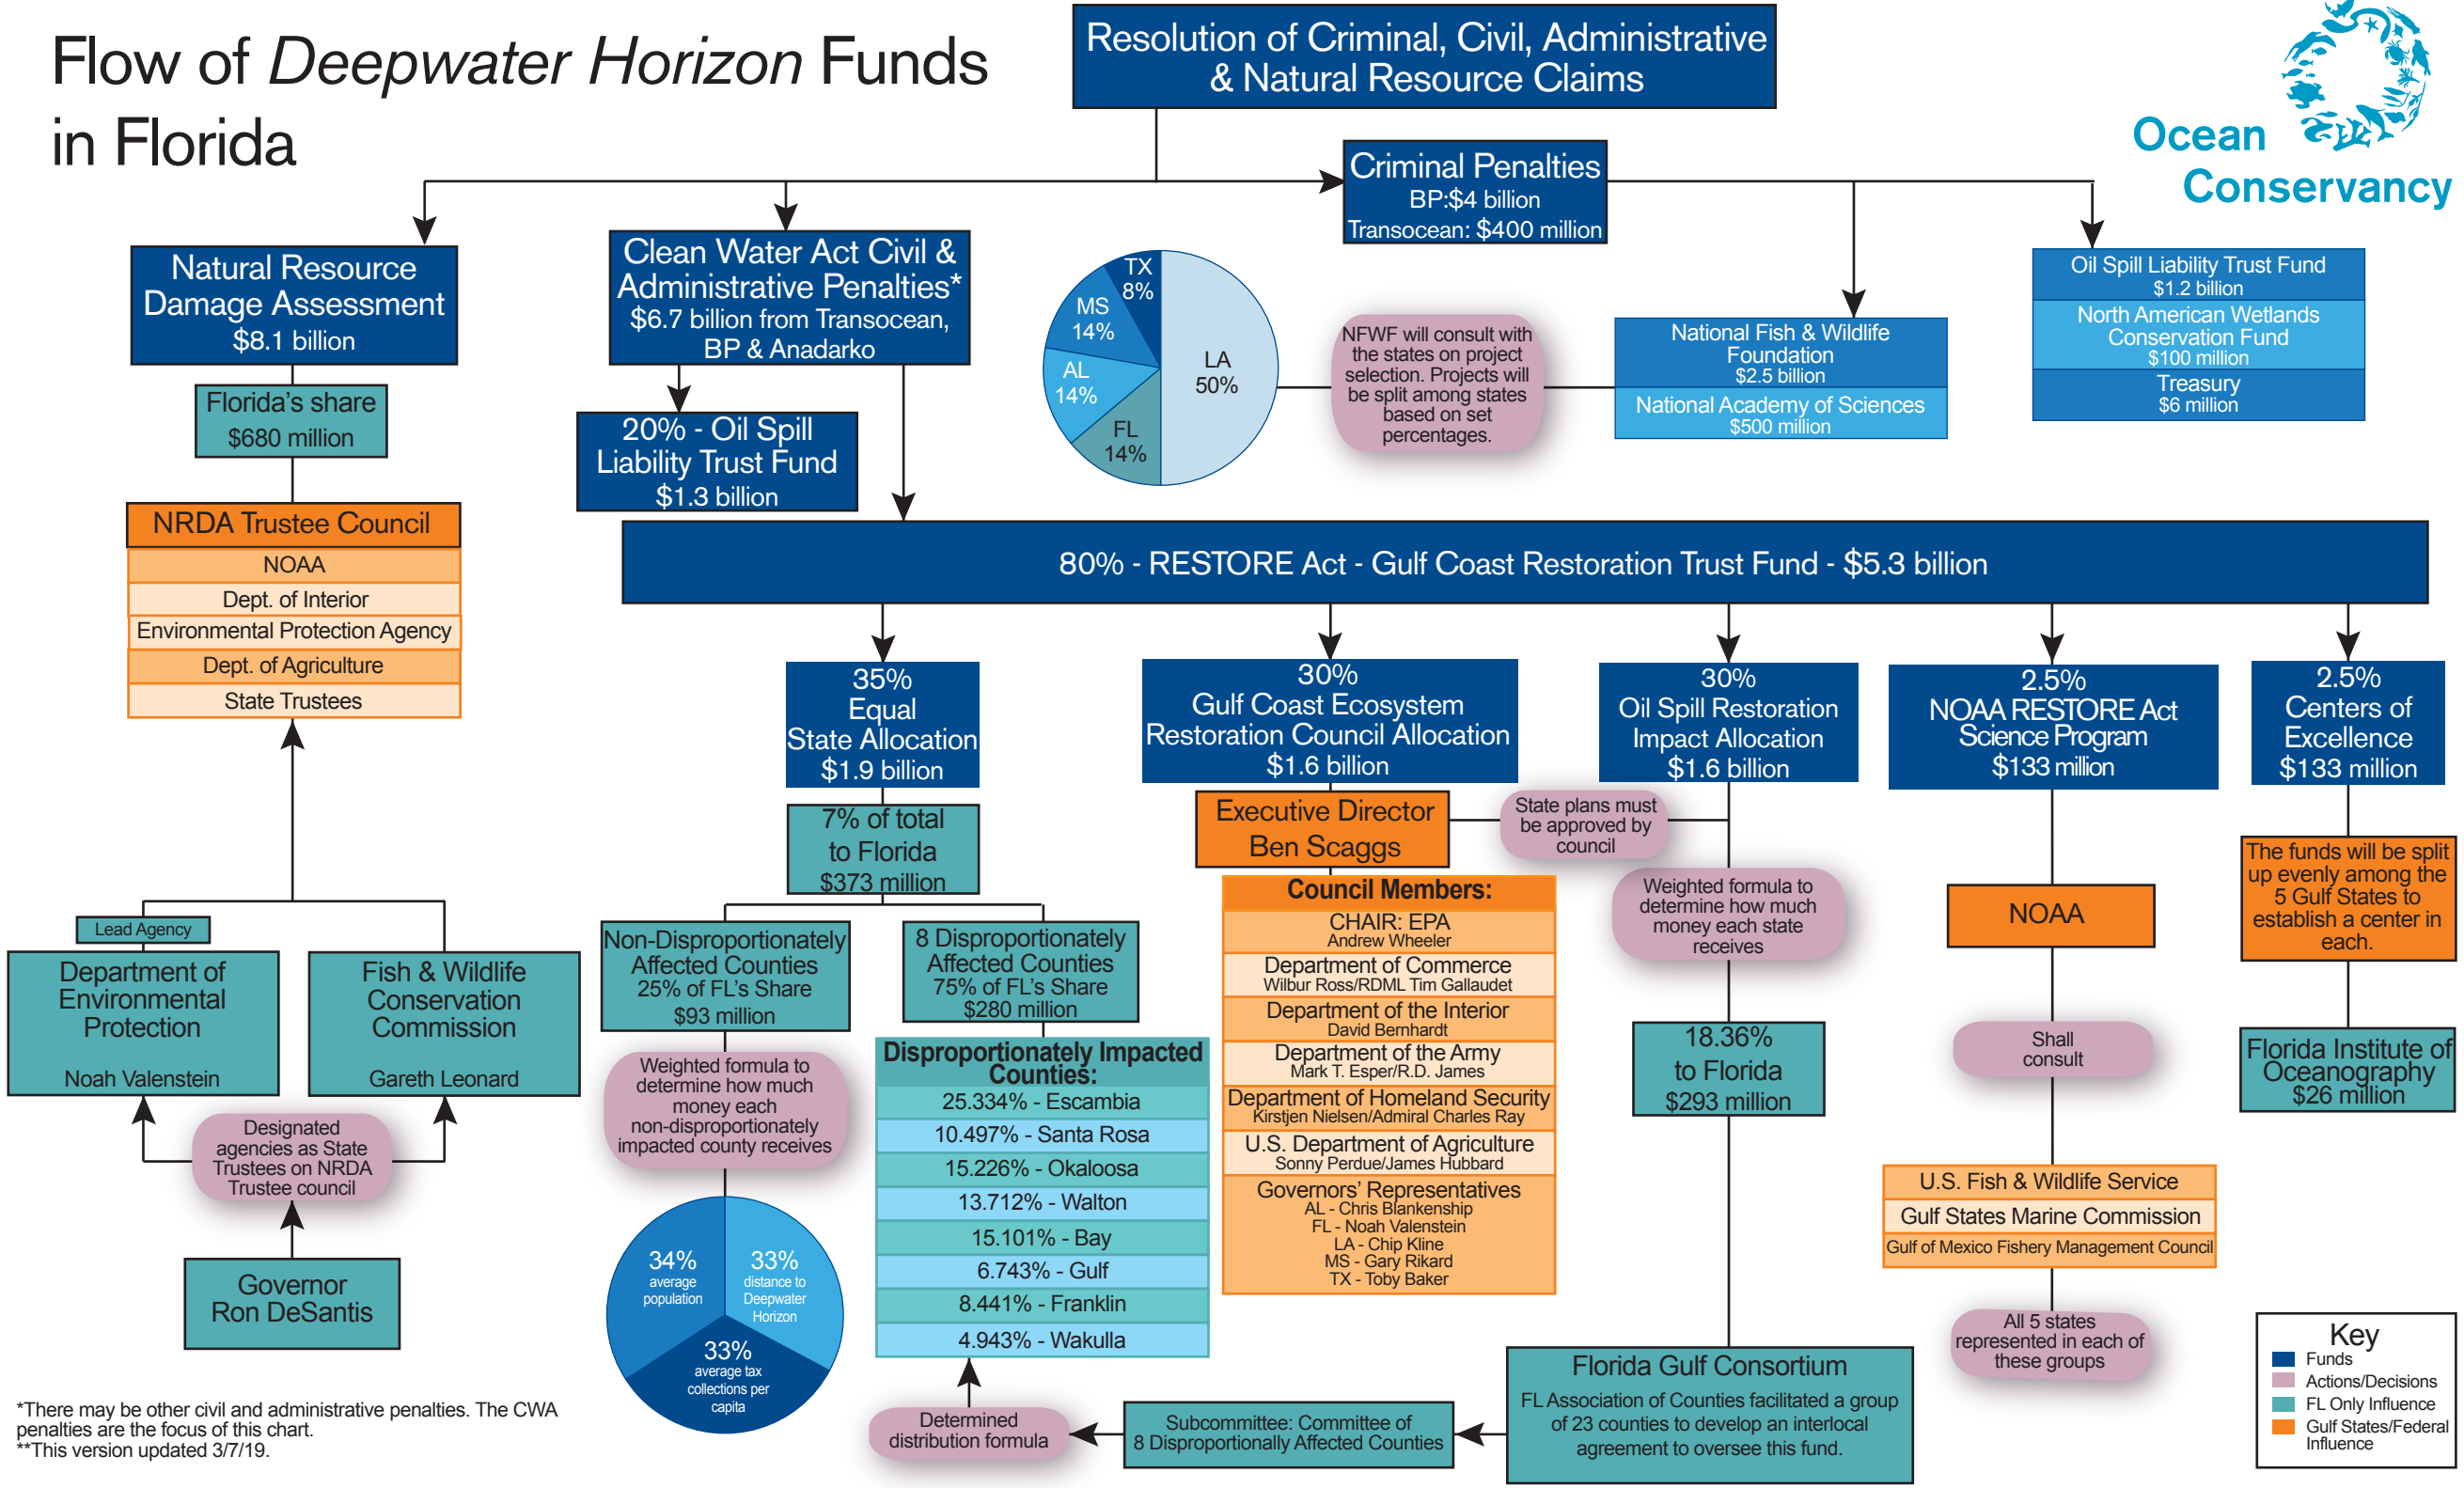 Flow of Deepwater Horizon Funds
in Florida
Resolution of Criminal, Civil, Administrative
& Natural Resource Claims
Ocean
Conservancy
Criminal Penalties
BP:$4 billion
Transocean: $400 million
Natural Resource
Damage Assessment
$8.1 billion
Florida's share
$680 million
NRDA Trustee Council
NOAA
Dept. of Interior
Environmental Protection Agency
Dept. of Agriculture
State Trustees
Lead Agency
Department of
Environmental
Protection
Noah Valenstein
Fish & Wildlife
Conservation
Commission
Gareth Leonard
Designated
agencies as State
Trustees on NRDA
Trustee council
Governor
Ron DeSantis
*There may be other civil and administrative penalties. The CWA
penalties are the focus of this chart.
**This version updated 3/7/19.
Clean Water Act Civil &
Administrative Penalties*
$6.7 billion from Transocean,
BP & Anadarko
20% - Oil Spill
Liability Trust Fund
$1.3 billion
TX
8%
MS
14%
AL
14%
FL
14%
LA
50%
NFWF will consult with
the states on project
selection. Projects will
be split among states
based on set
percentages.
National Fish & Wildlife
Foundation
$2.5 billion
National Academy of Sciences
$500 million
Oil Spill Liability Trust Fund
$1.2 billion
North American Wetlands
Conservation Fund
$100 million
Treasury
$6 million
80% - RESTORE Act - Gulf Coast Restoration Trust Fund - $5.3 billion
35%
Equal
State Allocation
$1.9 billion
7% of total
to Florida
$373 million
Non-Disproportionately
Affected Counties
25% of FL's Share
$93 million
Weighted formula to
determine how much
money each
non-disproportionately
impacted county receives
34%
average
population
33%
distance to
Deepwater
Horizon
33%
average tax
collections per
capita
8 Disproportionately
Affected Counties
75% of FL's Share
$280 million
Disproportionately Impacted
Counties:
25.334% - Escambia
10.497% - Santa Rosa
15.226% - Okaloosa
13.712% - Walton
15.101% - Bay
6.743% - Gulf
8.441% - Franklin
4.943% - Wakulla
Determined
distribution formula
Subcommittee: Committee of
8 Disproportionally Affected Counties
30%
Gulf Coast Ecosystem
Restoration Council Allocation
$1.6 billion
Executive Director
Ben Scaggs
State plans must
be approved by
council
Council Members:
CHAIR: EPA
Andrew Wheeler
Department of Commerce
Wilbur Ross/RDML Tim Gallaudet
Department of the Interior
David Bernhardt
Department of the Army
Mark T. Esper/R.D. James
Department of Homeland Security
Kirstjen Nielsen/Admiral Charles Ray
U.S. Department of Agriculture
Sonny Perdue/James Hubbard
Governors' Representatives
AL - Chris Blankenship
FL - Noah Valenstein
LA - Chip Kline
MS - Gary Rikard
TX - Toby Baker
30%
Oil Spill Restoration
Impact Allocation
$1.6 billion
Weighted formula to
determine how much
money each state
receives
18.36%
to Florida
$293 million
Florida Gulf Consortium
FL Association of Counties facilitated a group
of 23 counties to develop an interlocal
agreement to oversee this fund.
2.5%
NOAA RESTORE Act
Science Program
$133 million
NOAA
Shall
consult
U.S. Fish & Wildlife Service
Gulf States Marine Commission
Gulf of Mexico Fishery Management Council
All 5 states
represented in each of
these groups
2.5%
Centers of
Excellence
$133 million
The funds will be split
up evenly among the
5 Gulf States to
establish a center in
each.
Florida Institute of
Oceanography
$26 million
Key
Funds
Actions/Decisions
FL Only Influence
Gulf States/Federal
Influence